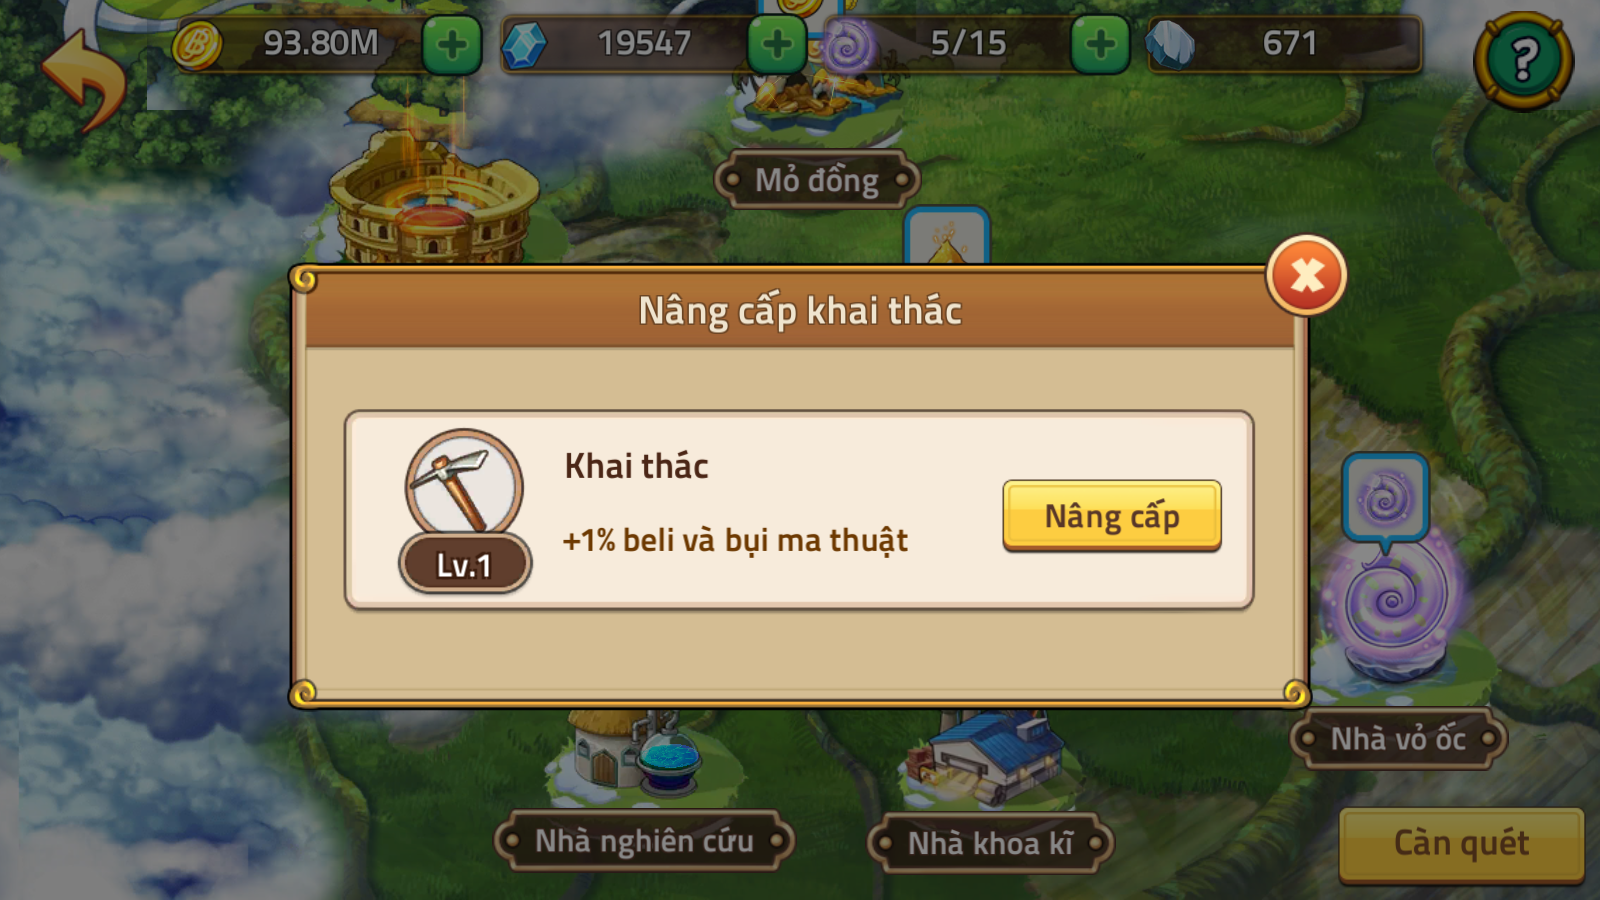 93.80M
19547
5/15
671
?
Mỏ đồng
Nâng cấp khai thác
Khai thác
+1% beli và bụi ma thuật
Lv.1
Nâng cấp
Nhà vỏ ốc
Nhà nghiên cứu
Nhà khoa kĩ
Càn quét